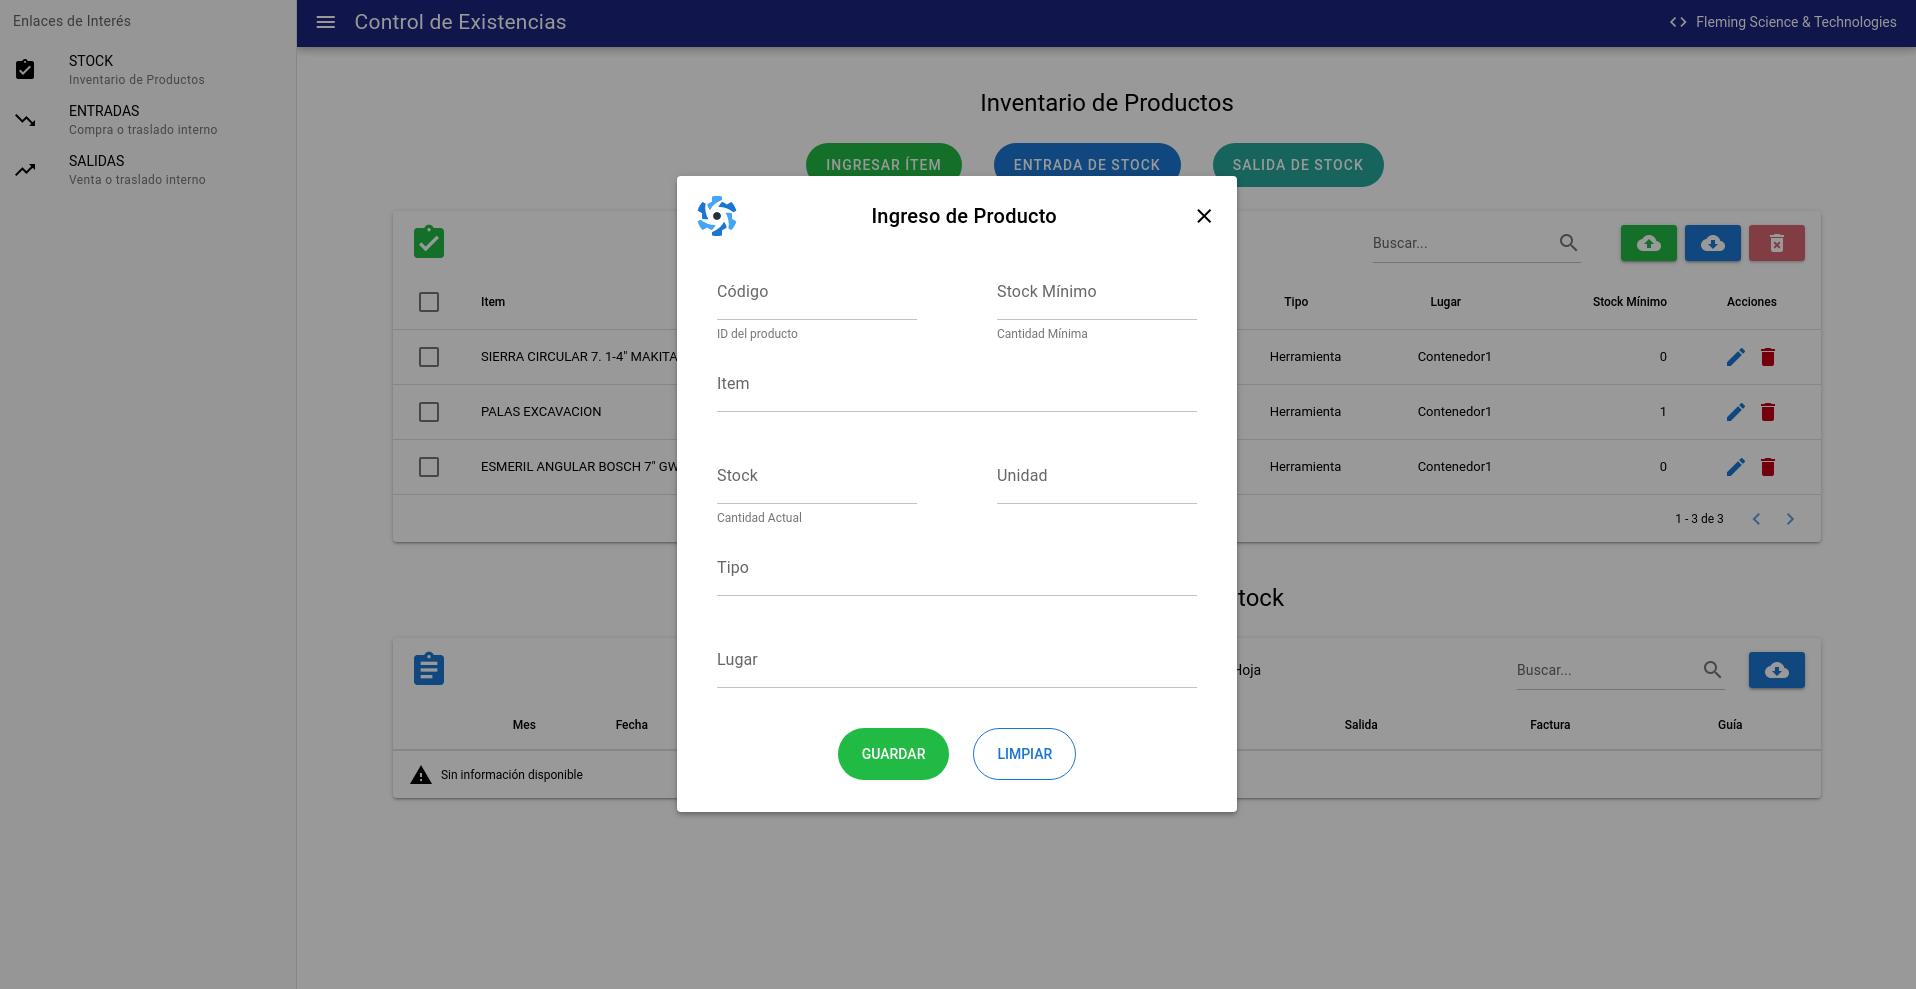 Enlaces de Interés
STOCK
Inventario de Productos
ENTRADAS
Compra o traslado interno
SALIDAS
Venta o traslado interno
Control de Existencias
Fleming Science & Technologies
Inventario de Productos
INGRESAR ÍTEM
ENTRADA DE STOCK
SALIDA DE STOCK
Buscar...
Item
Tipo
Lugar
Stock Mínimo
Acciones
SIERRA CIRCULAR 7. 1-4" MAKITA
Herramienta
Contenedor1
0
PALAS EXCAVACION
Herramienta
Contenedor1
1
ESMERIL ANGULAR BOSCH 7" GW
Herramienta
Contenedor1
0
1 - 3 de 3
tock
Hoja
Buscar...
Mes
Fecha
Salida
Factura
Guía
Sin información disponible
Ingreso de Producto
Código
ID del producto
Stock Mínimo
Cantidad Mínima
Item
Stock
Cantidad Actual
Unidad
Tipo
Lugar
GUARDAR
LIMPIAR